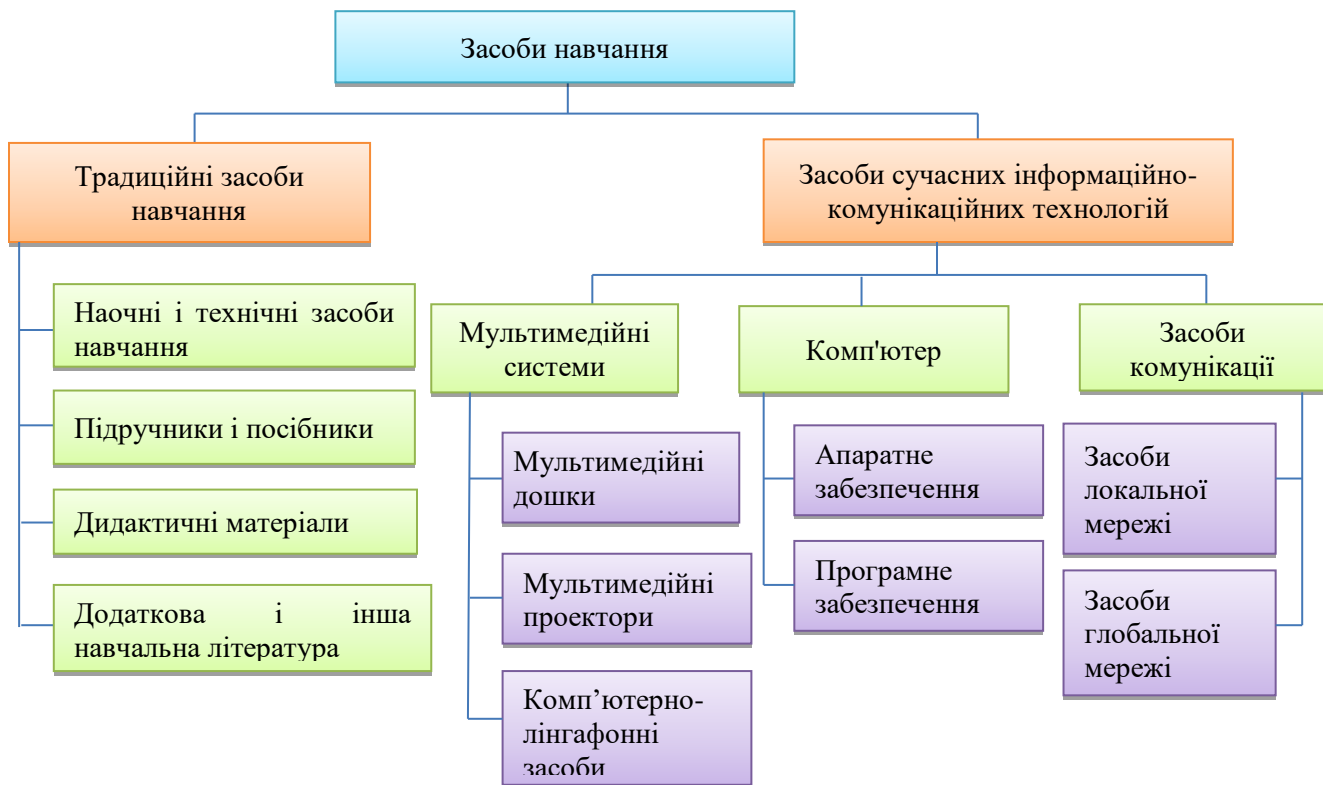 Засоби навчання
Традиційні засоби
навчання
Засоби сучасних інформаційно-
комунікаційних технологій
Наочні і технічні засоби
навчання
Підручники і посібники
Дидактичні матеріали
Додаткова і інша
навчальна література
Мультимедійні
системи
Мультимедійні
дошки
Мультимедійні
проектори
Комп’ютерно-
лінгафонні
засоби
Комп'ютер
Апаратне
забезпечення
Програмне
забезпечення
Засоби
комунікації
Засоби
локальної
мережі
Засоби
глобальної
мережі